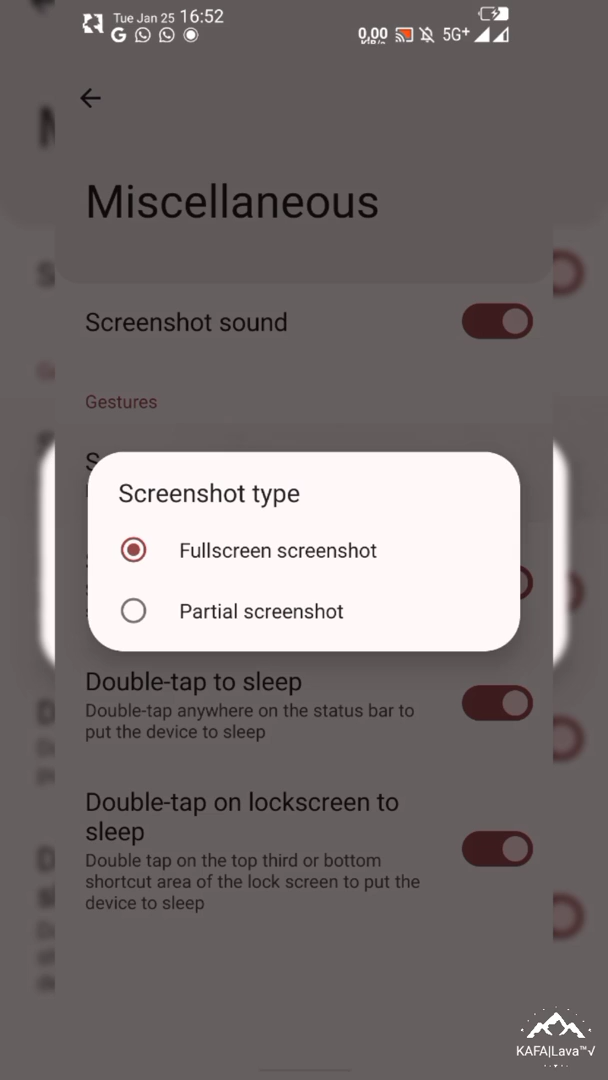 Tue Jan 25 16:52
G
0,00
5G+
Miscellaneous
Screenshot sound
Gestures
S
Screenshot type
Fullscreen screenshot
Partial screenshot
Double-tap to sleep
Double-tap anywhere on the status bar to
put the device to sleep
Double-tap on lockscreen to
sleep
Double tap on the top third or bottom
shortcut area of the lock screen to put the
device to sleep
KAFA|Lava™√